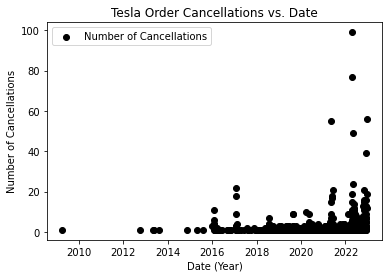 Tesla Order Cancellations vs. Date
Number of Cancellations
100
80
60
40
20
0
Number of Cancellations
2010 2012 2014 2016 2018 2020 2022
Date (Year)